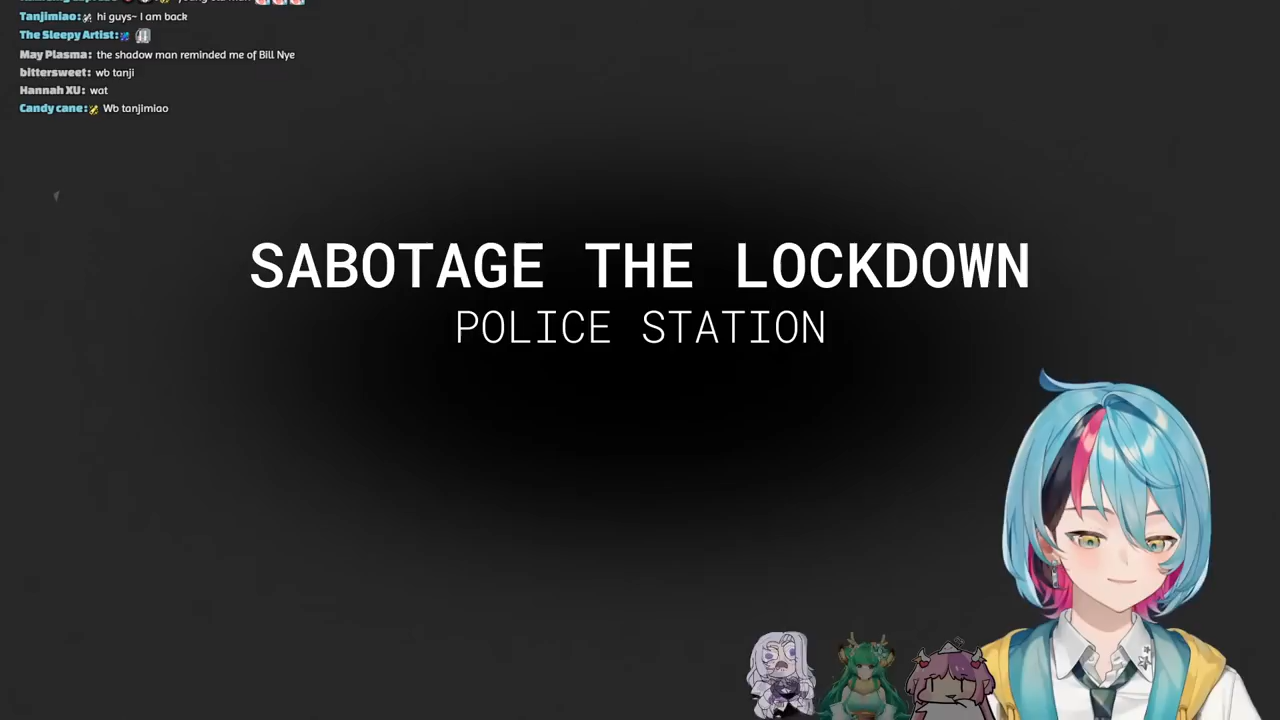 Tanjimiao: hi guys~ I am back
The Sleepy Artist:
May Plasma: the shadow man reminded me of Bill Nye
bittersweet: wb tanji
Hannah XU: wat
Candy cane: Wb tanjimiao
SABOTAGE THE LOCKDOWN
POLICE STATION